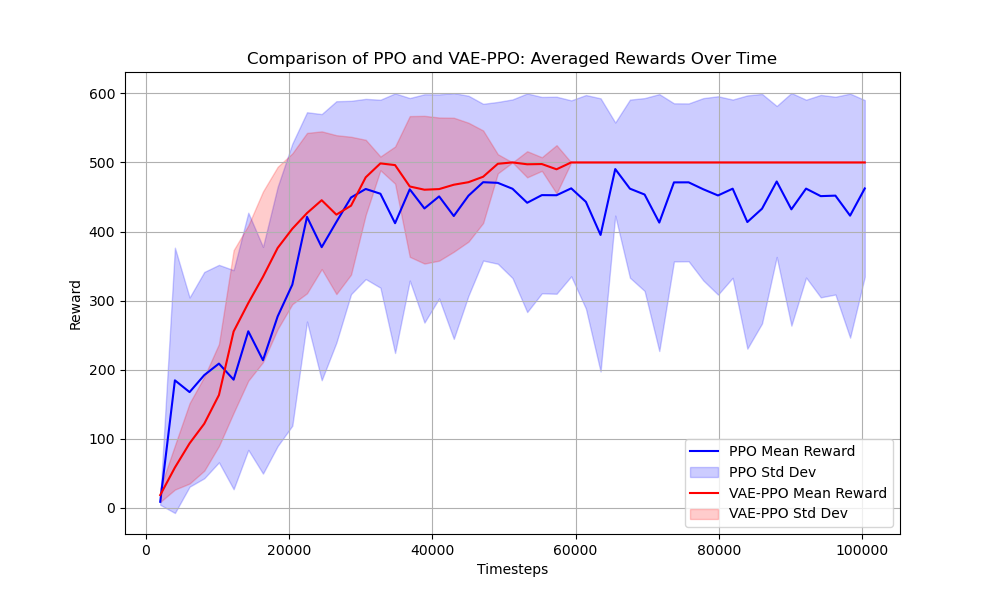 Comparison of PPO and VAE-PPO: Averaged Rewards Over Time
600
500
400
300
200
100
0
Reward
0 20000 40000 60000 80000 100000
Timesteps
PPO Mean Reward
PPO Std Dev
VAE-PPO Mean Reward
VAE-PPO Std Dev